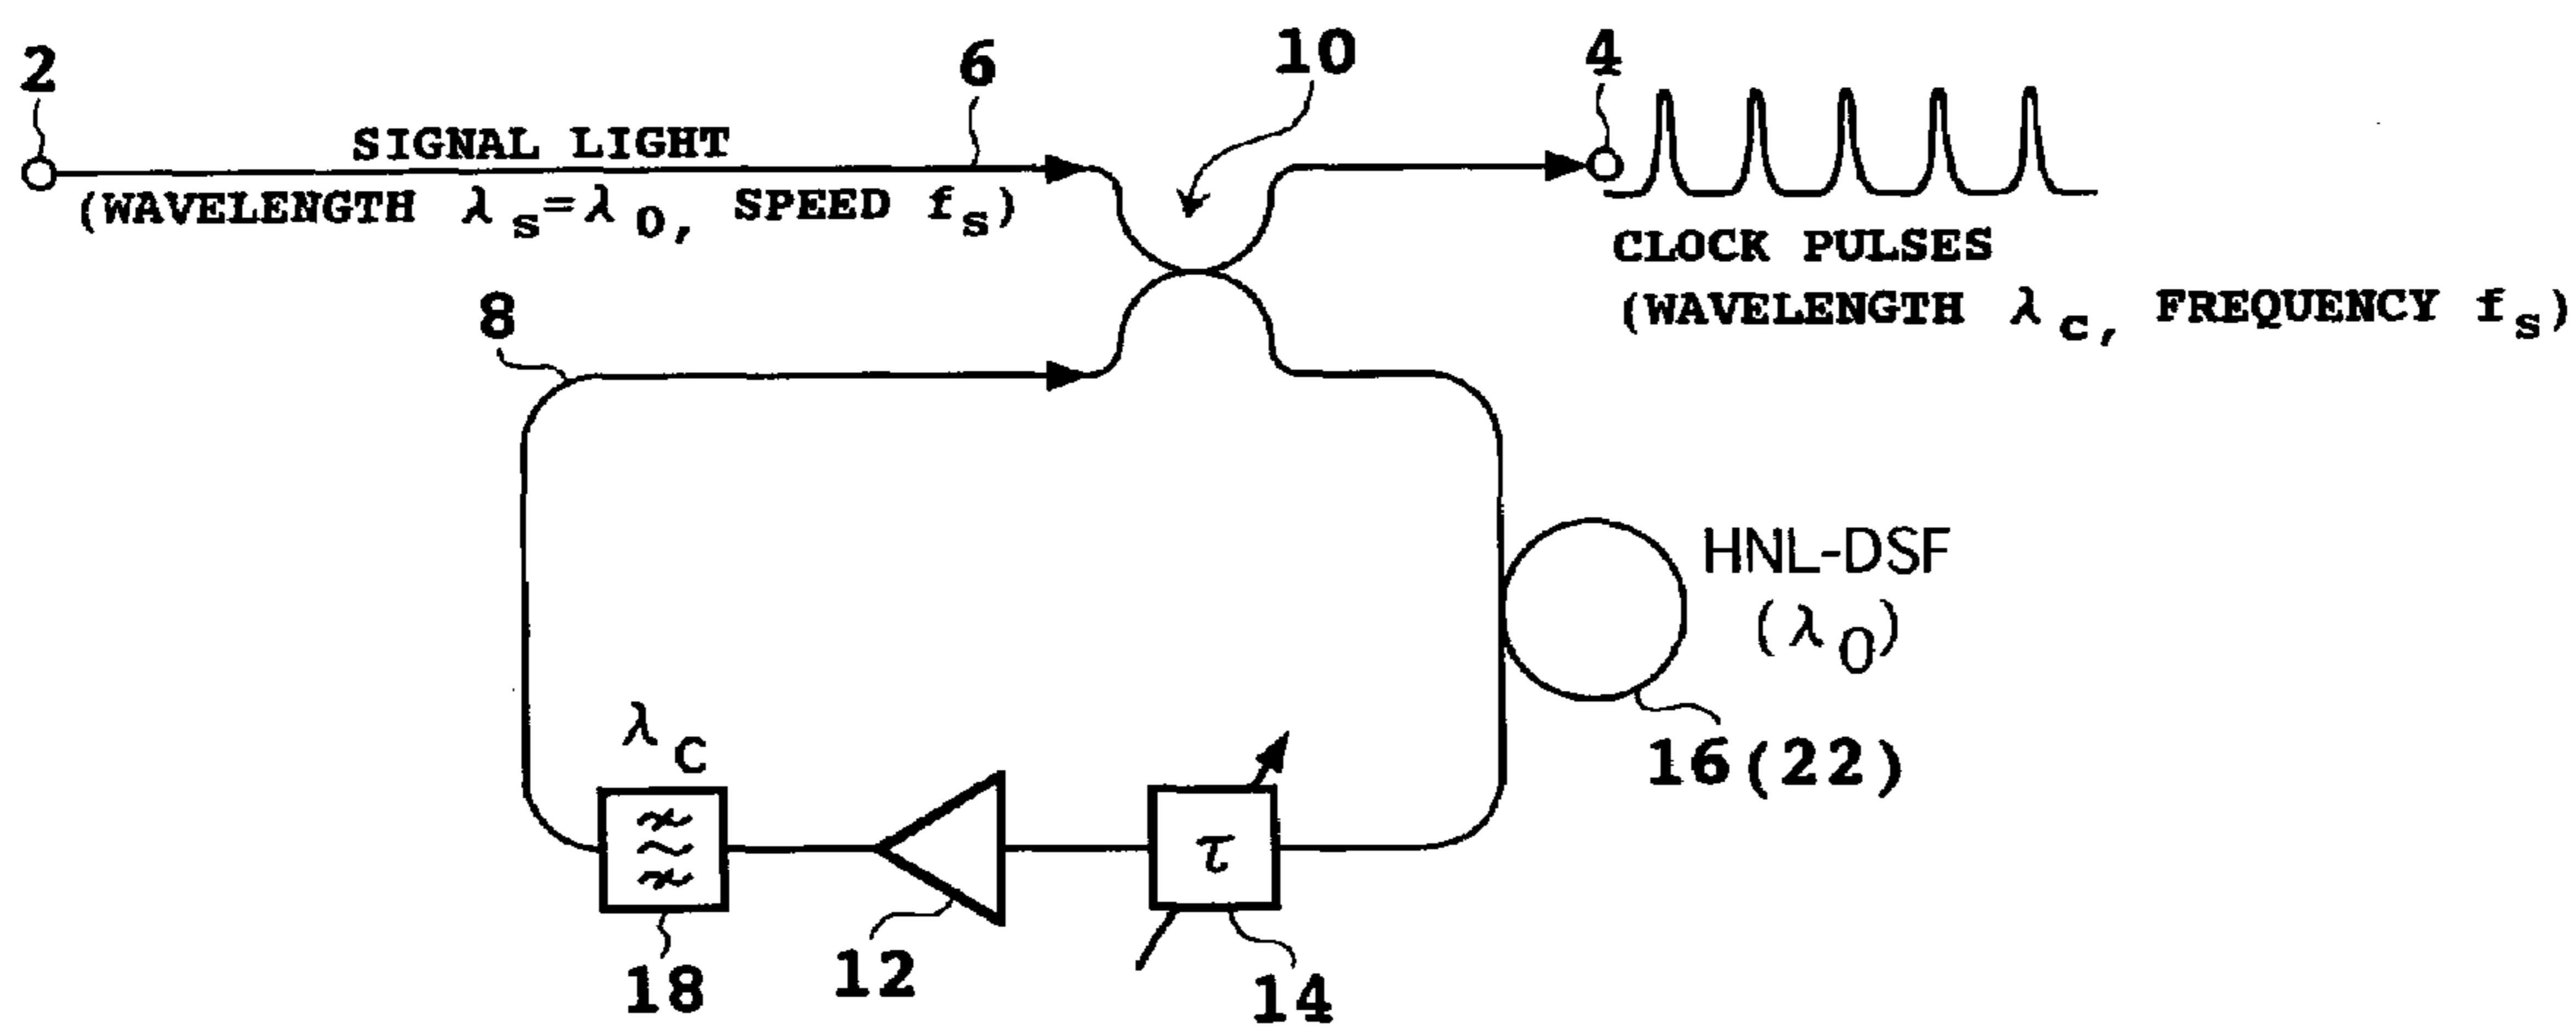 2
6
10
4
SIGNAL LIGHT
(WAVELENGTH λs=λ0, SPEED fs)
CLOCK PULSES
(WAVELENGTH λc, FREQUENCY fs)
8
HNL-DSF
(λ0)
16(22)
λC
τ
18
12
14